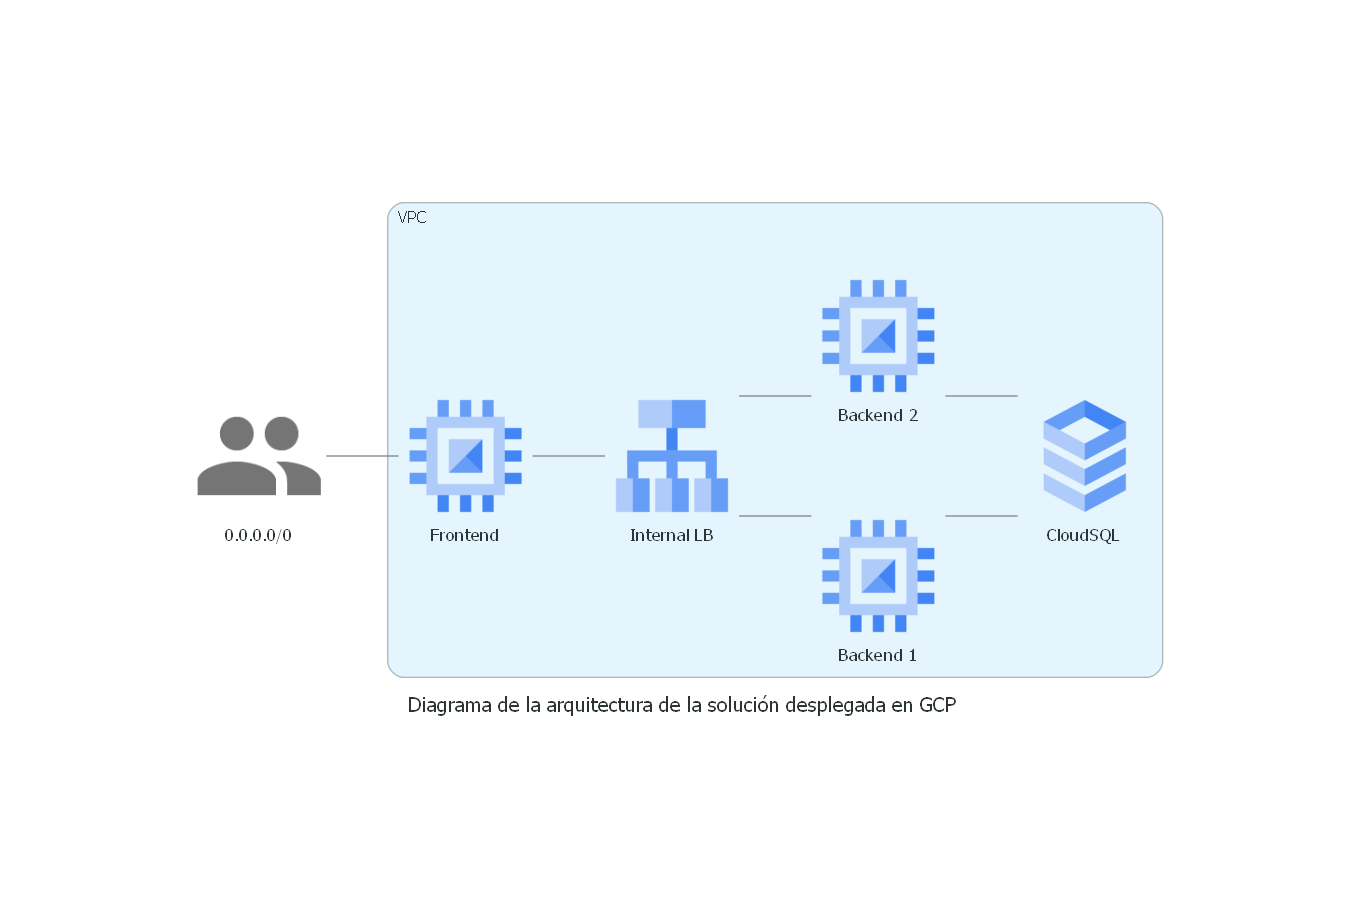 VPC
Backend 2
0.0.0.0/0
Frontend
Internal LB
CloudSQL
Backend 1
Diagrama de la arquitectura de la solución desplegada en GCP